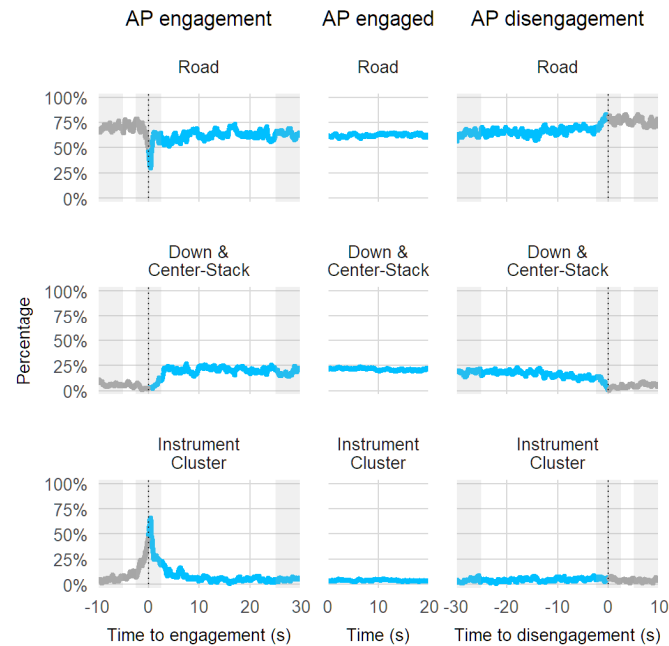 AP engagement AP engaged AP disengagement
Road Road Road
100%
75%
50%
25%
0%
Down & Center-Stack Down & Center-Stack Down & Center-Stack
100%
75%
50%
25%
0%
Percentage
Instrument Cluster Instrument Cluster Instrument Cluster
100%
75%
50%
25%
0%
-10 0 10 20 30 0 10 20 -30 -20 -10 0 10
Time to engagement (s) Time (s) Time to disengagement (s)